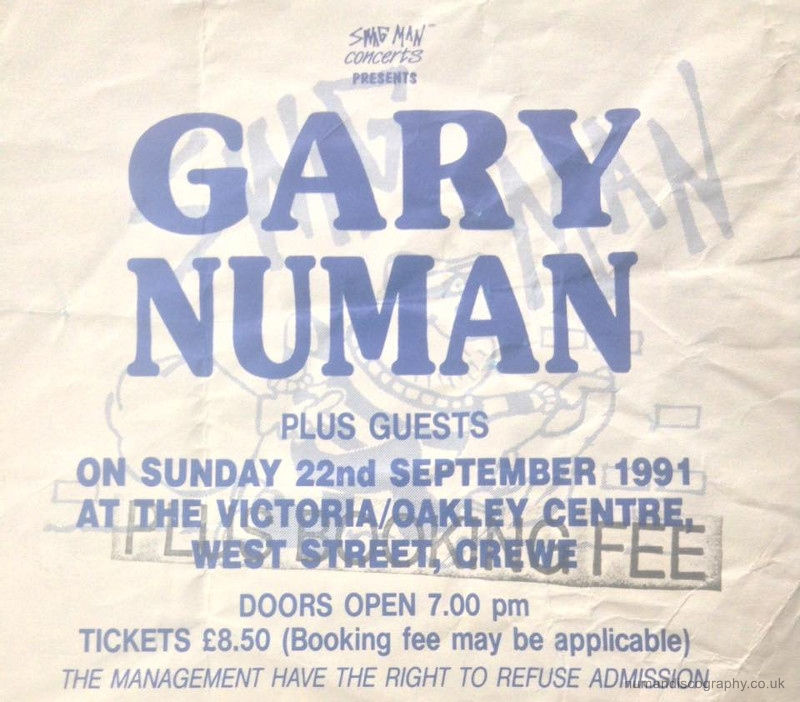 SMG MAN
concerts
PRESENTS
GARY
NUMAN
PLUS GUESTS
ON SUNDAY 22nd SEPTEMBER 1991
AT THE VICTORIA/OAKLEY CENTRE,
PLUS BOOKING FEE
WEST STREET, CREWE
DOORS OPEN 7.00 pm
TICKETS £8.50 (Booking fee may be applicable)
THE MANAGEMENT HAVE THE RIGHT TO REFUSE ADMISSION
numandiscography.co.uk